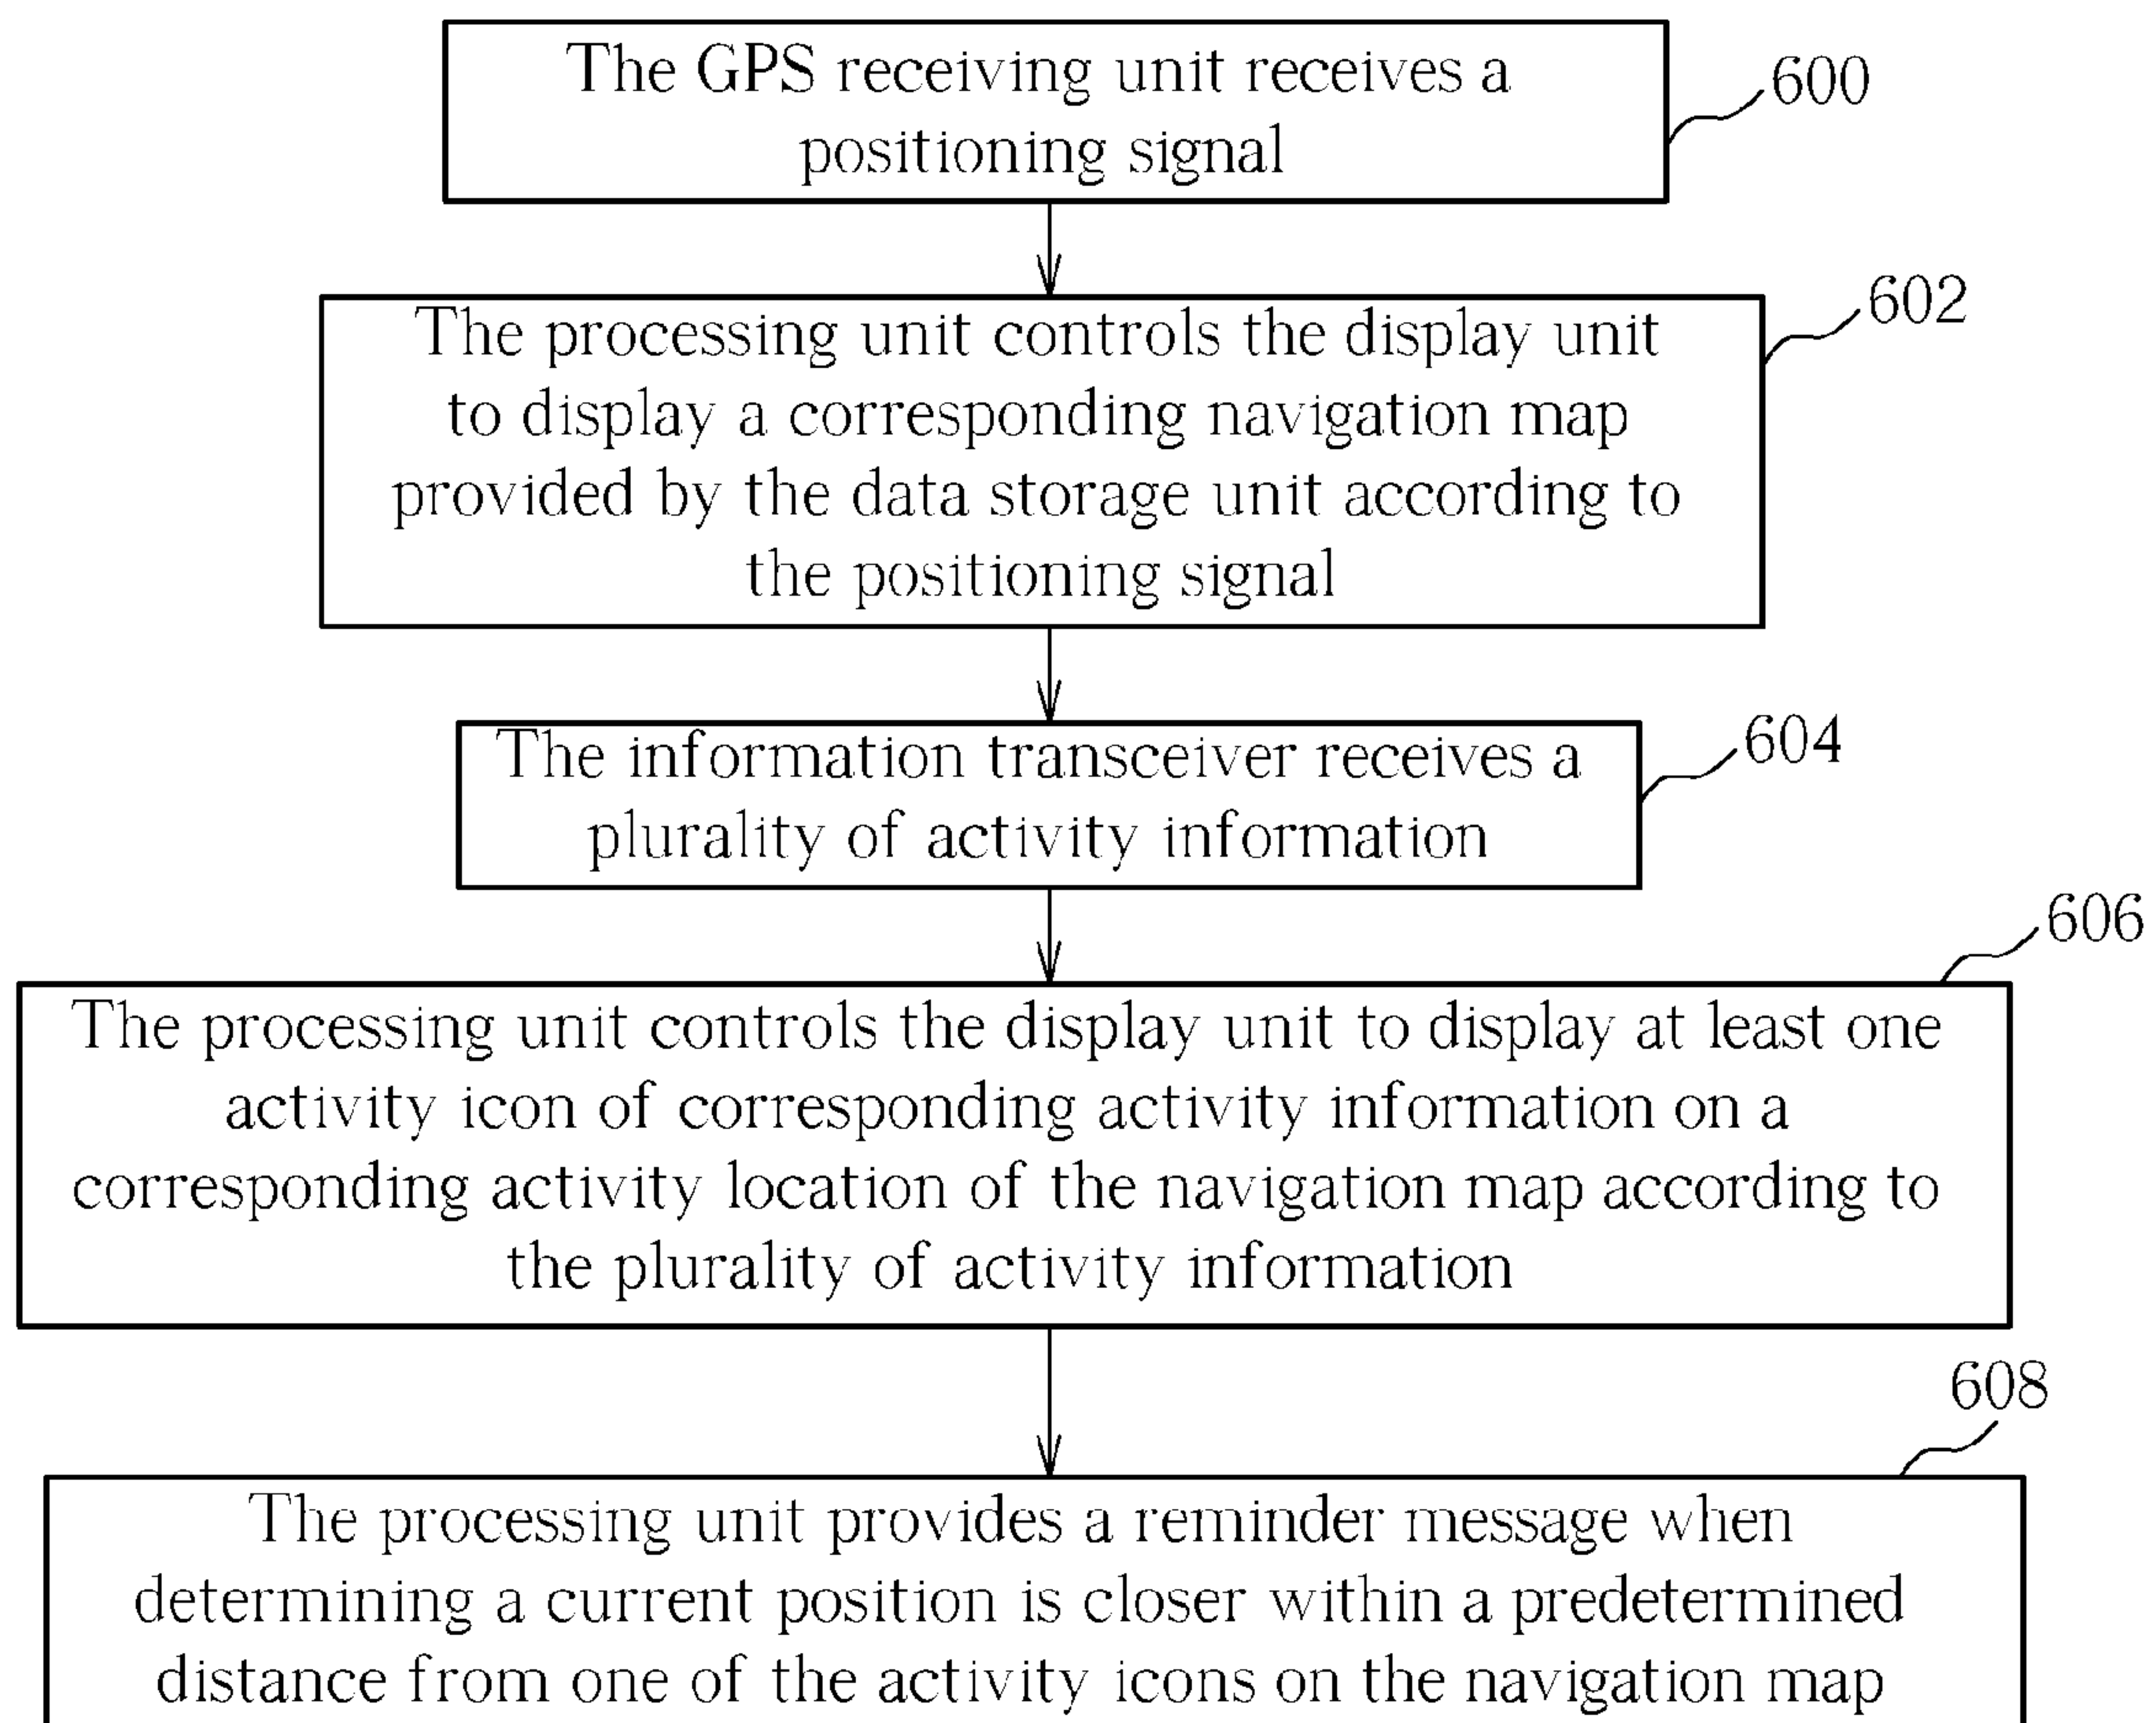 The GPS receiving unit receives a
positioning signal
600
The processing unit controls the display unit
to display a corresponding navigation map
provided by the data storage unit according to
the positioning signal
602
The information transceiver receives a
plurality of activity information
604
606
The processing unit controls the display unit to display at least one
activity icon of corresponding activity information on a
corresponding activity location of the navigation map according to
the plurality of activity information
608
The processing unit provides a reminder message when
determining a current position is closer within a predetermined
distance from one of the activity icons on the navigation map